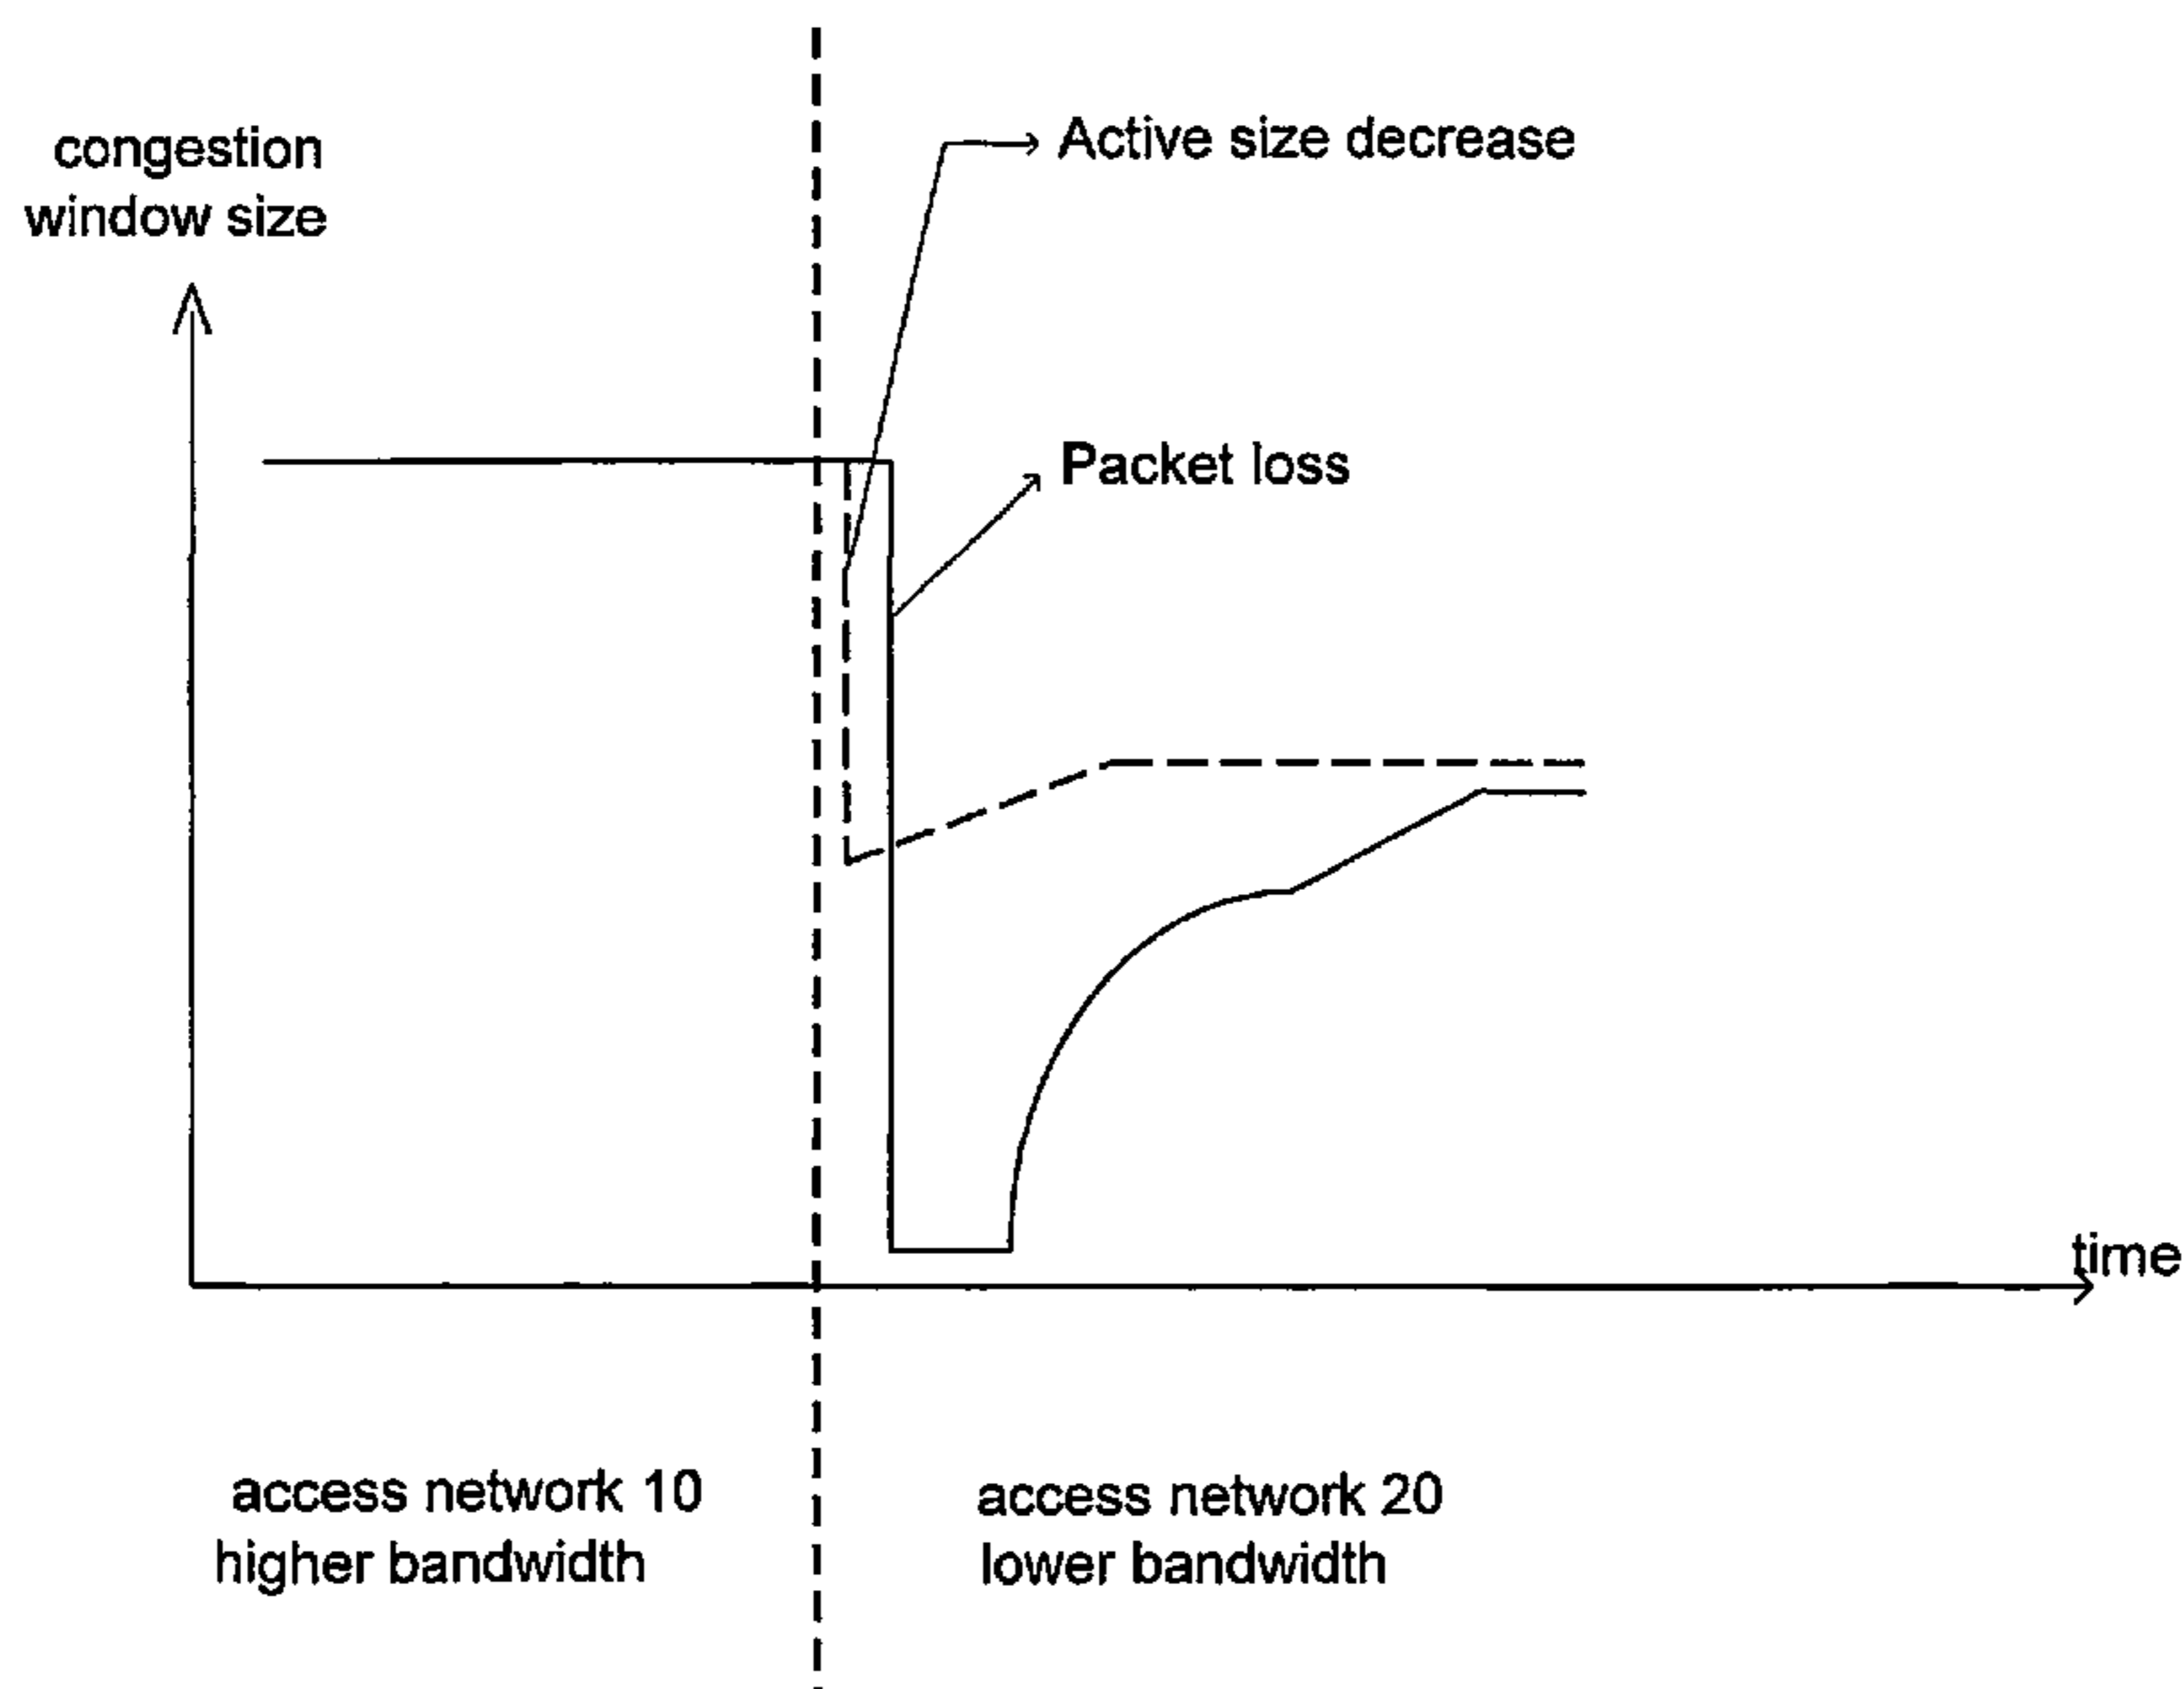 congestion
window size
Active size decrease
Packet loss
time
access network 10
higher bandwidth
access network 20
lower bandwidth